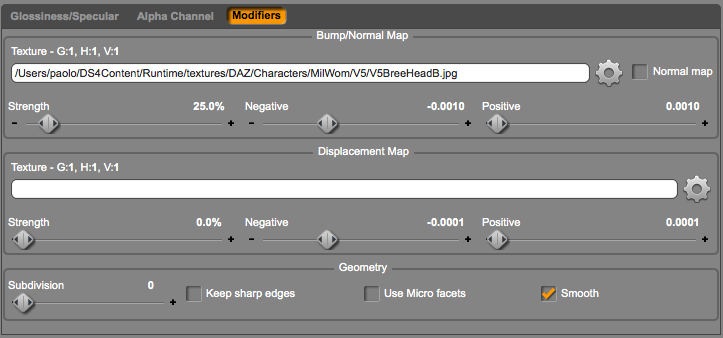 Glossiness/Specular Alpha Channel Modifiers
Bump/Normal Map
Texture - G:1, H:1, V:1
/Users/paolo/DS4Content/Runtime/textures/DAZ/Characters/MilWom/V5/V5BreeHeadB.jpg Normal map
Strength 25.0% Negative -0.0010 Positive 0.0010
- + - + - +
Displacement Map
Texture - G:1, H:1, V:1
Strength 0.0% Negative -0.0001 Positive 0.0001
- + - + - +
Geometry
Subdivision 0
Keep sharp edges Use Micro facets Smooth
- +